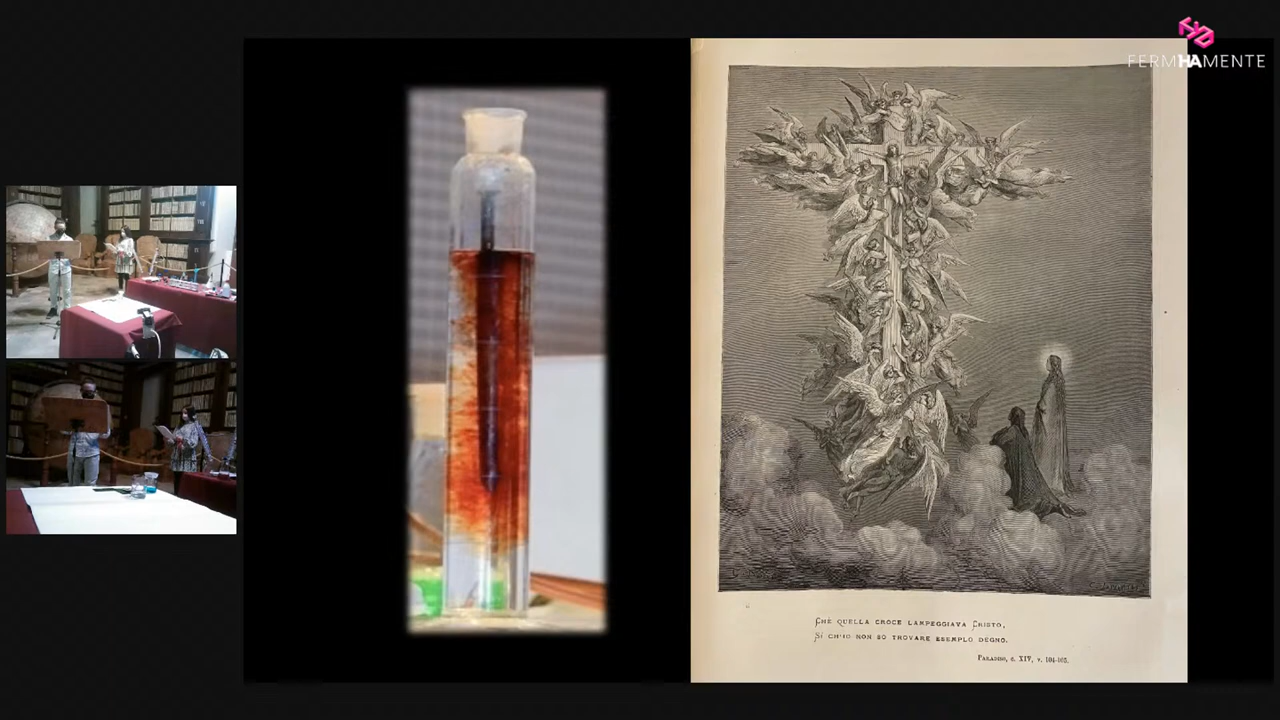 FERMHAMENTE
CHÈ QUELLA CROCE LAMPEGGIAVA CRISTO,
SÌ CH'IO NON SO TROVARE ESEMPLO DEGNO.
PARADISO, C. XIV, V. 104-105.